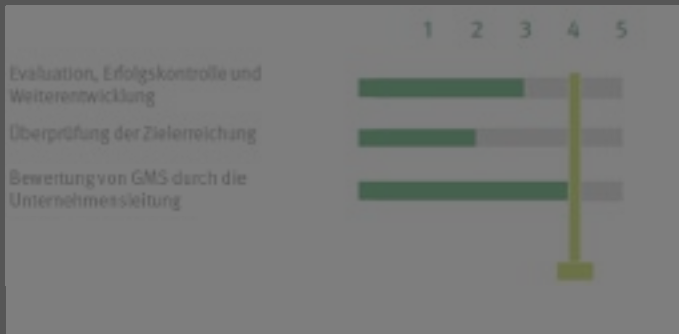 1 2 3 4 5
Evaluation, Erfolgskontrolle und
Weiterentwicklung
Überprüfung der Zielerreichung
Bewertung von GMS durch die
Unternehmensleitung